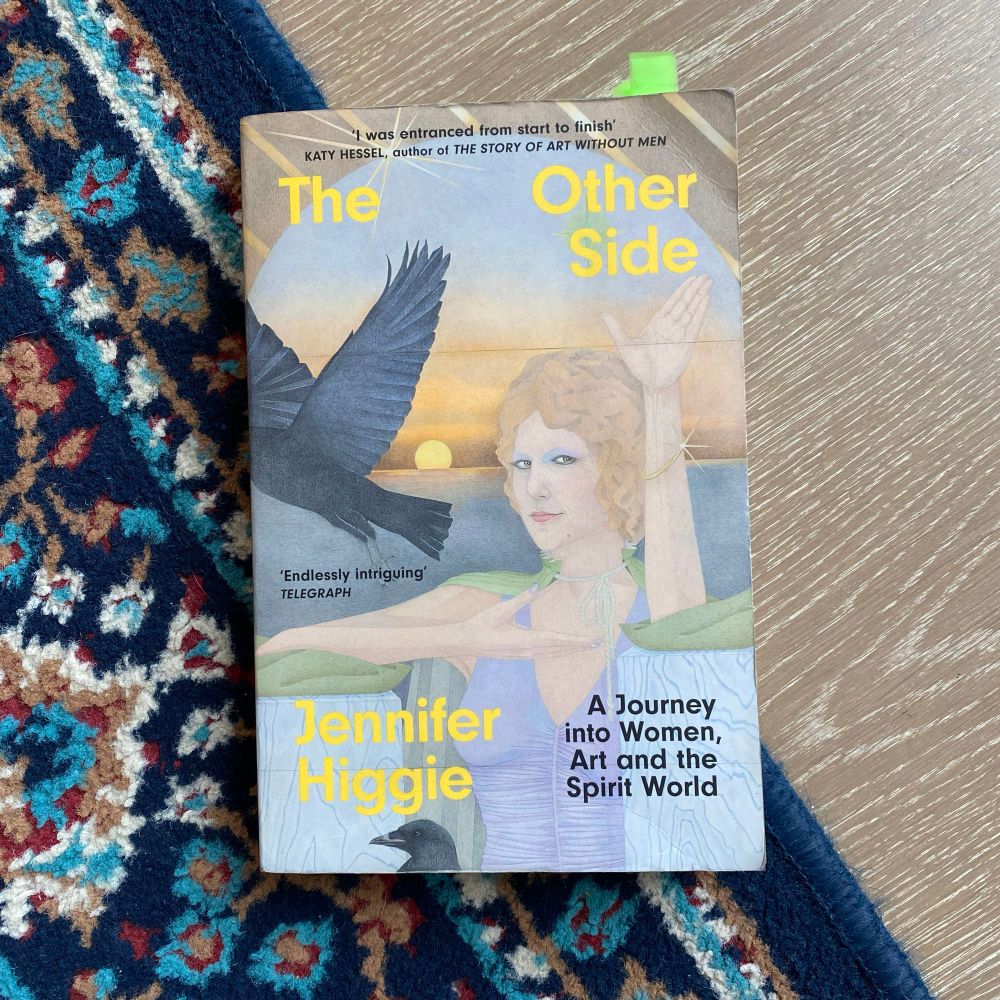 'I was entranced from start to finish'
KATY HESSEL, author of THE STORY OF ART WITHOUT MEN
The Other
Side
'Endlessly intriguing'
TELEGRAPH
Jennifer
Higgie
A Journey
into Women,
Art and the
Spirit World